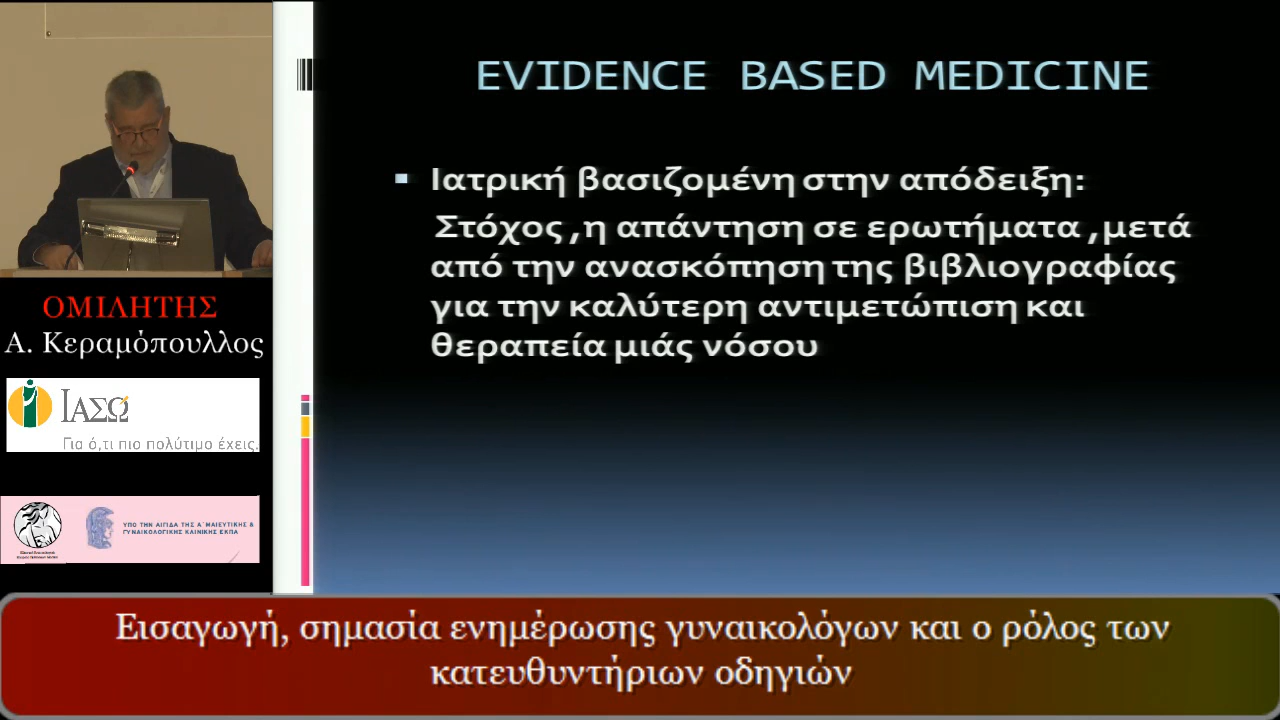 EVIDENCE BASED MEDICINE
Ιατρική βασιζομένη στην απόδειξη:
Στόχος ,η απάντηση σε ερωτήματα ,μετά
από την ανασκόπηση της βιβλιογραφίας
για την καλύτερη αντιμετώπιση και
θεραπεία μιάς νόσου
ΟΜΙΛΗΤΗΣ
Α. Κεραμόπουλλος
ΙΑΣΩ
Για ό,τι πιο πολύτιμο έχεις.
ΥΠΟ ΤΗΝ ΑΙΓΙΔΑ ΤΗΣ Α΄ ΜΑΙΕΥΤΙΚΗΣ &
ΓΥΝΑΙΚΟΛΟΓΙΚΗΣ ΚΛΙΝΙΚΗΣ ΕΚΠΑ
Εισαγωγή, σημασία ενημέρωσης γυναικολόγων και ο ρόλος των
κατευθυντήριων οδηγιών